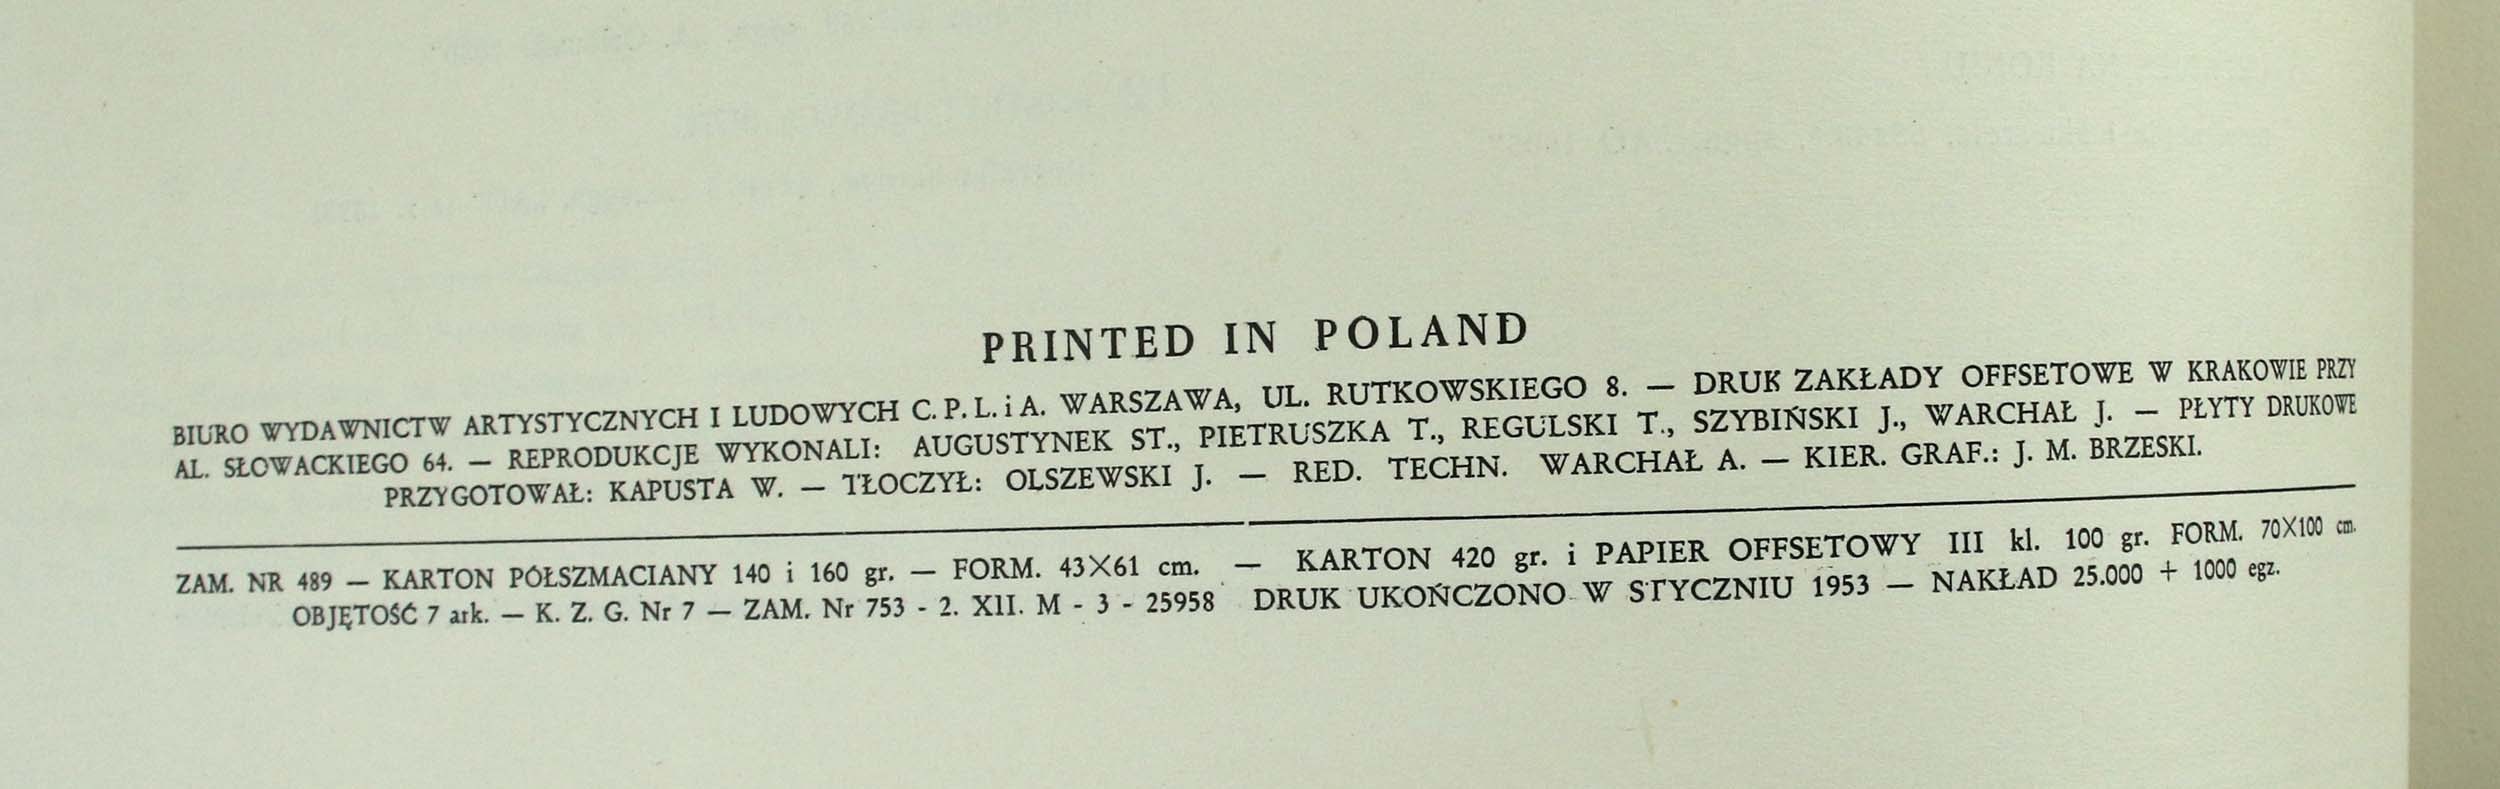 PRINTED IN POLAND
BIURO WYDAWNICTW ARTYSTYCZNYCH I LUDOWYCH C. P. L. i A. WARSZAWA, UL. RUTKOWSKIEGO 8. — DRUK ZAKŁADY OFFSETOWE W KRAKOWIE PRZY
AL. SŁOWACKIEGO 64. — REPRODUKCJE WYKONALI: AUGUSTYNEK ST., PIETRUSZKA T., REGULSKI T., SZYBIŃSKI J., WARCHAŁ J. — PŁYTY DRUKOWE
PRZYGOTOWAŁ: KAPUSTA W. — TŁOCZYŁ: OLSZEWSKI J. — RED. TECHN. WARCHAŁ A. — KIER. GRAF.: J. M. BRZESKI.
ZAM. NR 489 — KARTON PÓŁSZMACIANY 140 i 160 gr. — FORM. 43×61 cm. — KARTON 420 gr. i PAPIER OFFSETOWY III kl. 100 gr. FORM. 70×100 cm.
OBJĘTOŚĆ 7 ark. — K. Z. G. Nr 7 — ZAM. Nr 753 - 2. XII. M - 3 - 25958 DRUK UKOŃCZONO W STYCZNIU 1953 — NAKŁAD 25.000 + 1000 egz.